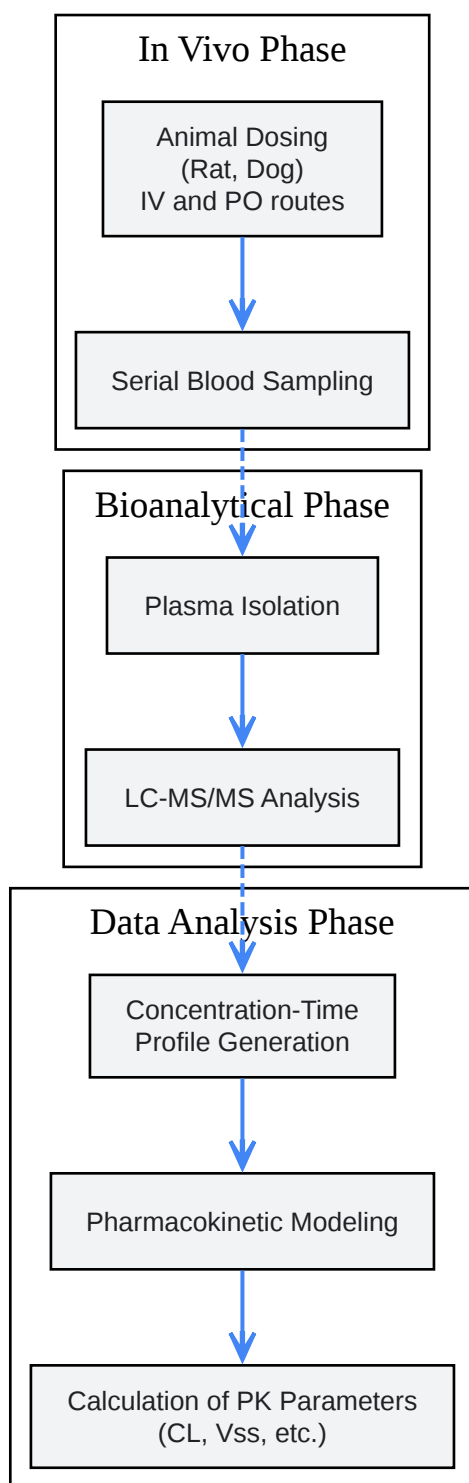 In Vivo Phase
Animal Dosing
(Rat, Dog)
IV and PO routes
Serial Blood Sampling
Bioanalytical Phase
Plasma Isolation
LC-MS/MS Analysis
Data Analysis Phase
Concentration-Time
Profile Generation
Pharmacokinetic Modeling
Calculation of PK Parameters
(CL, Vss, etc.)